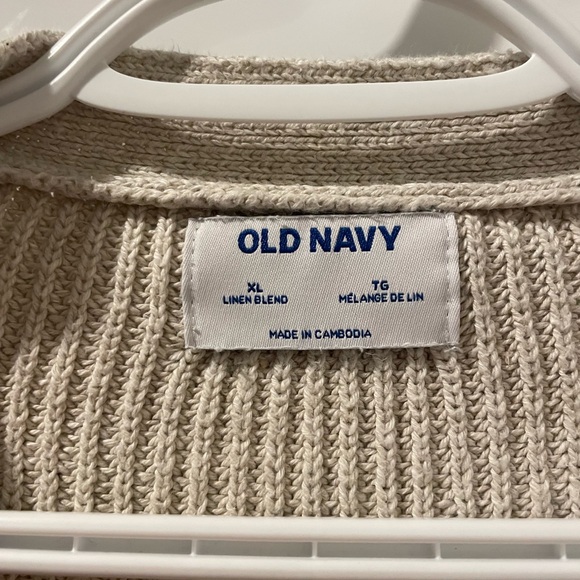 OLD NAVY
XL TG
LINEN BLEND MÉLANGE DE LIN
MADE IN CAMBODIA